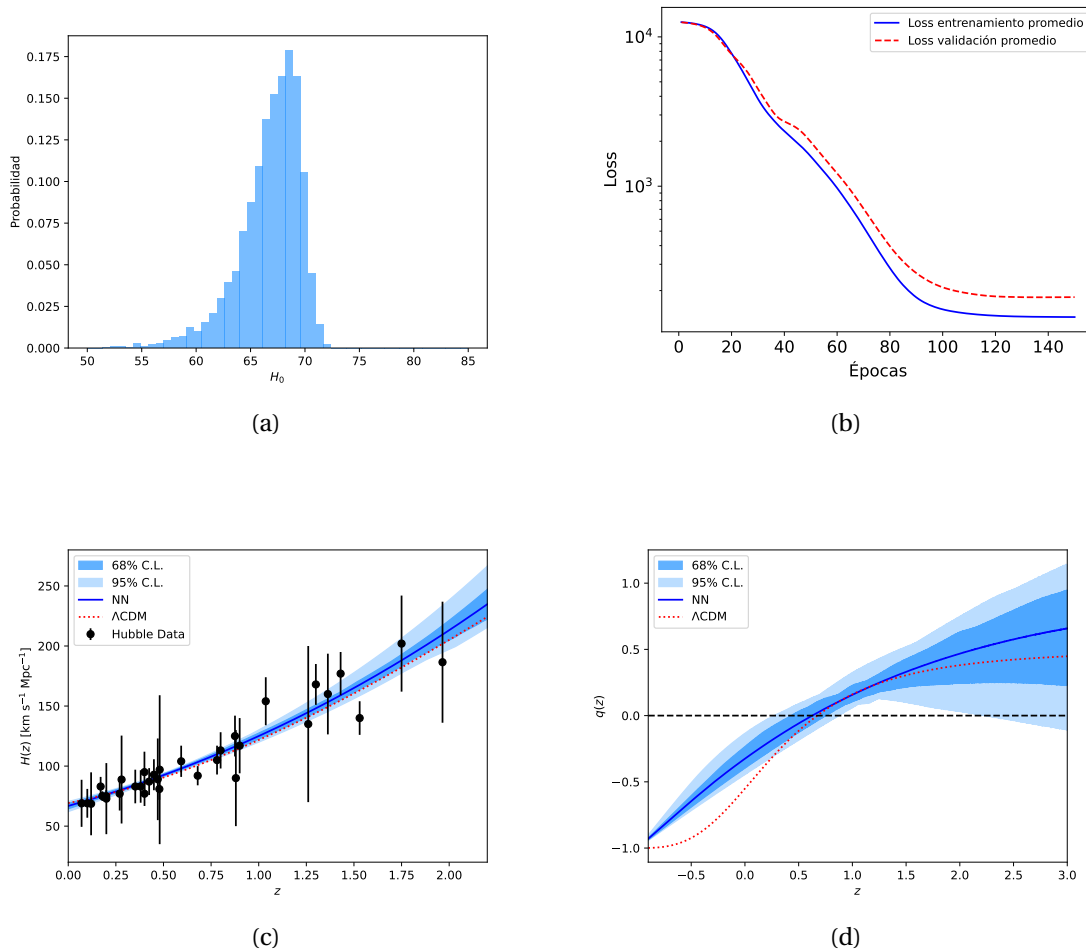 0.175
0.150
0.125
0.100
0.075
0.050
0.025
0.000
Probabilidad
50 55 60 65 70 75 80 85
H₀
(a)
Loss entrenamiento promedio
Loss validación promedio
10⁴
10³
Loss
0 20 40 60 80 100 120 140
Épocas
(b)
68% C.L.
95% C.L.
NN
ΛCDM
Hubble Data
250
200
150
100
50
H(z) [km s⁻¹ Mpc⁻¹]
0.00 0.25 0.50 0.75 1.00 1.25 1.50 1.75 2.00
z
(c)
68% C.L.
95% C.L.
NN
ΛCDM
1.0
0.5
0.0
−0.5
−1.0
q(z)
−0.5 0.0 0.5 1.0 1.5 2.0 2.5 3.0
z
(d)